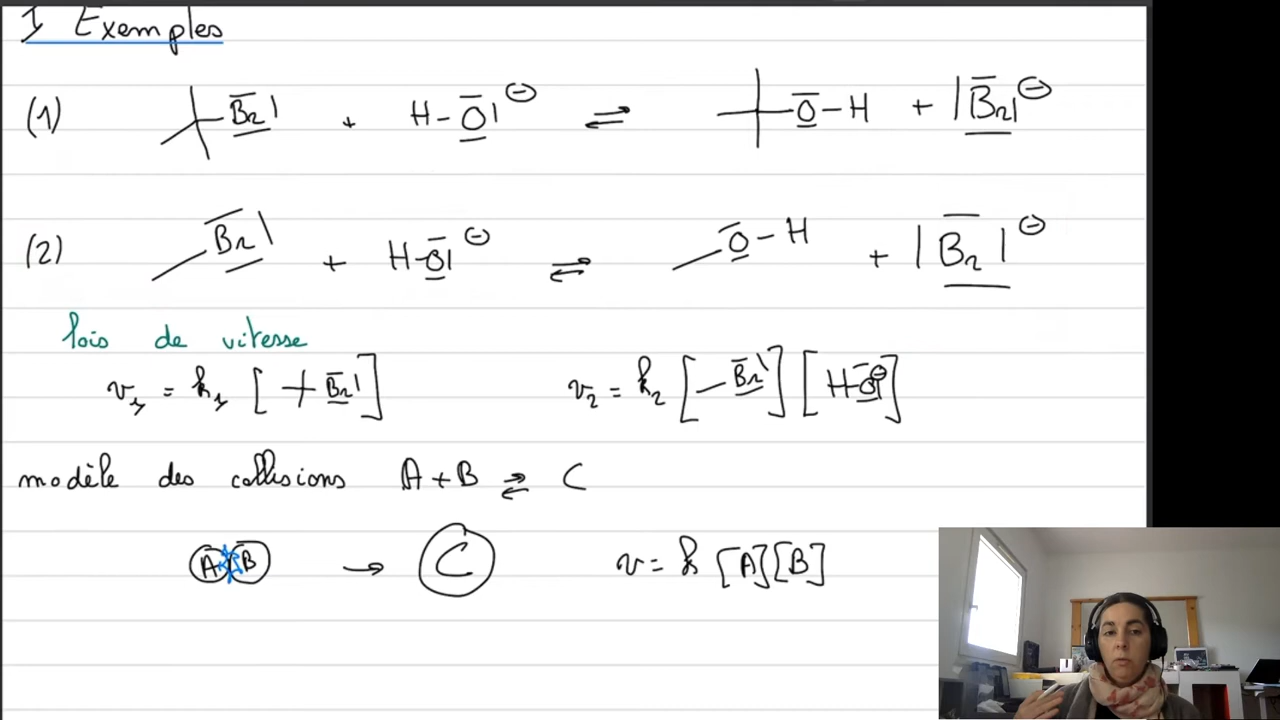 I Exemples
(1) Br + H-O⊖ ⇌ O-H + Br⊖
(2) Br + H-O⊖ ⇌ O-H + Br⊖
lois de vitesse
v₁ = k₁ [Br] v₂ = k₂ [Br] [H-O⊖]
modèle des collisions A + B ⇌ C
A B → C v = k [A][B]